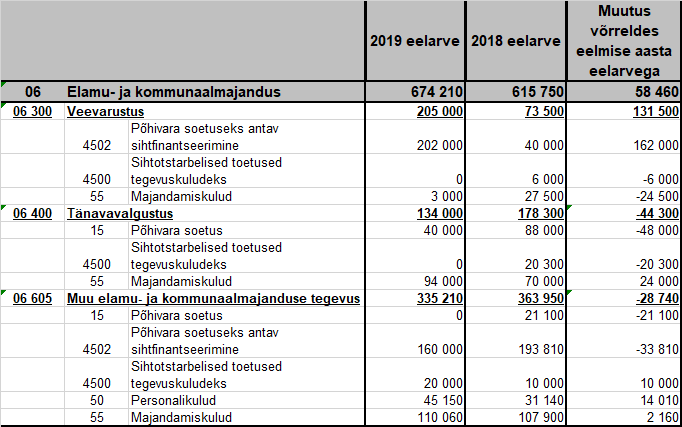 2019 eelarve 2018 eelarve Muutus
võrreldes
eelmise aasta
eelarvega
06 Elamu- ja kommunaalmajandus 674 210 615 750 58 460
06 300 Veevarustus 205 000 73 500 131 500
Põhivara soetuseks antav
4502 sihtfinantseerimine 202 000 40 000 162 000
Sihtotstarbelised toetused
4500 tegevuskuludeks 0 6 000 -6 000
55 Majandamiskulud 3 000 27 500 -24 500
06 400 Tänavavalgustus 134 000 178 300 -44 300
15 Põhivara soetus 40 000 88 000 -48 000
Sihtotstarbelised toetused
4500 tegevuskuludeks 0 20 300 -20 300
55 Majandamiskulud 94 000 70 000 24 000
06 605 Muu elamu- ja kommunaalmajanduse tegevus 335 210 363 950 -28 740
15 Põhivara soetus 0 21 100 -21 100
Põhivara soetuseks antav
4502 sihtfinantseerimine 160 000 193 810 -33 810
Sihtotstarbelised toetused
4500 tegevuskuludeks 20 000 10 000 10 000
50 Personalikulud 45 150 31 140 14 010
55 Majandamiskulud 110 060 107 900 2 160